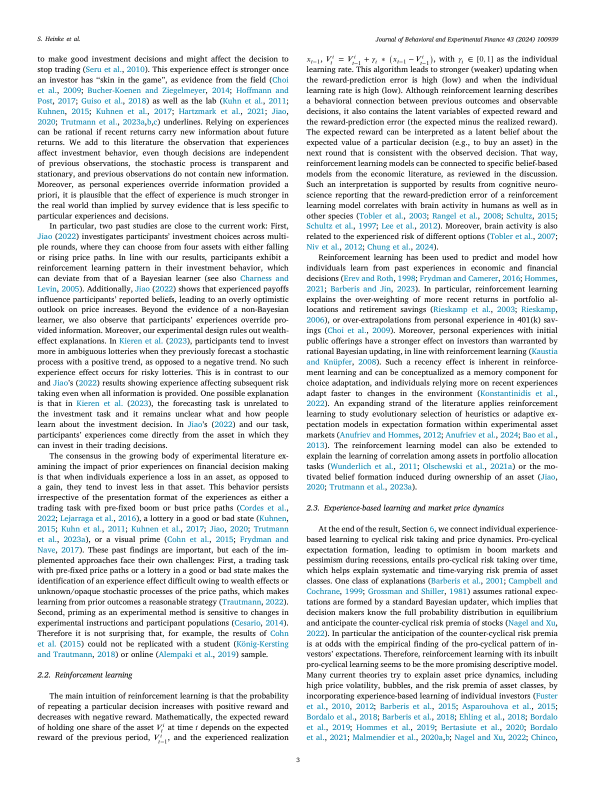 S. Heinke et al.
Journal of Behavioral and Experimental Finance 43 (2024) 100939
to make good investment decisions and might affect the decision to
stop trading (Seru et al., 2010). This experience effect is stronger once
an investor has “skin in the game”, as evidence from the field (Choi
et al., 2009; Bucher-Koenen and Ziegelmeyer, 2014; Hoffmann and
Post, 2017; Guiso et al., 2018) as well as the lab (Kuhn et al., 2011;
Kuhnen, 2015; Kuhnen et al., 2017; Hartzmark et al., 2021; Jiao,
2020; Trutmann et al., 2023a,b,c) underlines. Relying on experiences
can be rational if recent returns carry new information about future
returns. We add to this literature the observation that experiences
affect investment behavior, even though decisions are independent
of previous observations, the stochastic process is transparent and
stationary, and previous observations do not contain new information.
Moreover, as personal experiences override information provided a
priori, it is plausible that the effect of experience is much stronger in
the real world than implied by survey evidence that is less specific to
particular experiences and decisions.
In particular, two past studies are close to the current work: First,
Jiao (2022) investigates participants’ investment choices across multi-
ple rounds, where they can choose from four assets with either falling
or rising price paths. In line with our results, participants exhibit a
reinforcement learning pattern in their investment behavior, which
can deviate from that of a Bayesian learner (see also Charness and
Levin, 2005). Additionally, Jiao (2022) shows that experienced payoffs
influence participants’ reported beliefs, leading to an overly optimistic
outlook on price increases. Beyond the evidence of a non-Bayesian
learner, we also observe that participants’ experiences override pro-
vided information. Moreover, our experimental design rules out wealth-
effect explanations. In Kieren et al. (2023), participants tend to invest
more in ambiguous lotteries when they previously forecast a stochastic
process with a positive trend, as opposed to a negative trend. No such
experience effect occurs for risky lotteries. This is in contrast to our
and Jiao’s (2022) results showing experience affecting subsequent risk
taking even when all information is provided. One possible explanation
is that in Kieren et al. (2023), the forecasting task is unrelated to
the investment task and it remains unclear what and how people
learn about the investment decision. In Jiao’s (2022) and our task,
participants’ experiences come directly from the asset in which they
can invest in their trading decisions.
The consensus in the growing body of experimental literature ex-
amining the impact of prior experiences on financial decision making
is that when individuals experience a loss in an asset, as opposed to
a gain, they tend to invest less in that asset. This behavior persists
irrespective of the presentation format of the experiences as either a
trading task with pre-fixed boom or bust price paths (Cordes et al.,
2022; Lejarraga et al., 2016), a lottery in a good or bad state (Kuhnen,
2015; Kuhn et al., 2011; Kuhnen et al., 2017; Jiao, 2020; Trutmann
et al., 2023a), or a visual prime (Cohn et al., 2015; Frydman and
Nave, 2017). These past findings are important, but each of the im-
plemented approaches face their own challenges: First, a trading task
with pre-fixed price paths or a lottery in a good or bad state makes the
identification of an experience effect difficult owing to wealth effects or
unknown/opaque stochastic processes of the price paths, which makes
learning from prior outcomes a reasonable strategy (Trautmann, 2022).
Second, priming as an experimental method is sensitive to changes in
experimental instructions and participant populations (Cesario, 2014).
Therefore it is not surprising that, for example, the results of Cohn
et al. (2015) could not be replicated with a student (König-Kersting
and Trautmann, 2018) or online (Alempaki et al., 2019) sample.
2.2. Reinforcement learning
The main intuition of reinforcement learning is that the probability
of repeating a particular decision increases with positive reward and
decreases with negative reward. Mathematically, the expected reward
of holding one share of the asset V_t^i at time t depends on the expected
reward of the previous period, V_{t−1}^i, and the experienced realization
x_{t−1}, V_t^i = V_{t−1}^i + γ_i ∗ (x_{t−1} − V_{t−1}^i), with γ_i ∈ [0, 1] as the individual
learning rate. This algorithm leads to stronger (weaker) updating when
the reward-prediction error is high (low) and when the individual
learning rate is high (low). Although reinforcement learning describes
a behavioral connection between previous outcomes and observable
decisions, it also contains the latent variables of expected reward and
the reward-prediction error (the expected minus the realized reward).
The expected reward can be interpreted as a latent belief about the
expected value of a particular decision (e.g., to buy an asset) in the
next round that is consistent with the observed decision. That way,
reinforcement learning models can be connected to specific belief-based
models from the economic literature, as reviewed in the discussion.
Such an interpretation is supported by results from cognitive neuro-
science reporting that the reward-prediction error of a reinforcement
learning model correlates with brain activity in humans as well as in
other species (Tobler et al., 2003; Rangel et al., 2008; Schultz, 2015;
Schultz et al., 1997; Lee et al., 2012). Moreover, brain activity is also
related to the experienced risk of different options (Tobler et al., 2007;
Niv et al., 2012; Chung et al., 2024).
Reinforcement learning has been used to predict and model how
individuals learn from past experiences in economic and financial
decisions (Erev and Roth, 1998; Frydman and Camerer, 2016; Hommes,
2021; Barberis and Jin, 2023). In particular, reinforcement learning
explains the over-weighting of more recent returns in portfolio al-
locations and retirement savings (Rieskamp et al., 2003; Rieskamp,
2006), or over-extrapolations from personal experience in 401(k) sav-
ings (Choi et al., 2009). Moreover, personal experiences with initial
public offerings have a stronger effect on investors than warranted by
rational Bayesian updating, in line with reinforcement learning (Kaustia
and Knüpfer, 2008). Such a recency effect is inherent in reinforce-
ment learning and can be conceptualized as a memory component for
choice adaptation, and individuals relying more on recent experiences
adapt faster to changes in the environment (Konstantinidis et al.,
2022). An expanding strand of the literature applies reinforcement
learning to study evolutionary selection of heuristics or adaptive ex-
pectation models in expectation formation within experimental asset
markets (Anufriev and Hommes, 2012; Anufriev et al., 2024; Bao et al.,
2013). The reinforcement learning model can also be extended to
explain the learning of correlation among assets in portfolio allocation
tasks (Wunderlich et al., 2011; Olschewski et al., 2021a) or the mo-
tivated belief formation induced during ownership of an asset (Jiao,
2020; Trutmann et al., 2023a).
2.3. Experience-based learning and market price dynamics
At the end of the result, Section 6, we connect individual experience-
based learning to cyclical risk taking and price dynamics. Pro-cyclical
expectation formation, leading to optimism in boom markets and
pessimism during recessions, entails pro-cyclical risk taking over time,
which helps explain systematic and time-varying risk premia of asset
classes. One class of explanations (Barberis et al., 2001; Campbell and
Cochrane, 1999; Grossman and Shiller, 1981) assumes rational expec-
tations are formed by a standard Bayesian updater, which implies that
decision makers know the full probability distribution in equilibrium
and anticipate the counter-cyclical risk premia of stocks (Nagel and Xu,
2022). In particular the anticipation of the counter-cyclical risk premia
is at odds with the empirical finding of the pro-cyclical pattern of in-
vestors’ expectations. Therefore, reinforcement learning with its inbuilt
pro-cyclical learning seems to be the more promising descriptive model.
Many current theories try to explain asset price dynamics, including
high price volatility, bubbles, and the risk premia of asset classes, by
incorporating experience-based learning of individual investors (Fuster
et al., 2010, 2012; Barberis et al., 2015; Asparouhova et al., 2015;
Bordalo et al., 2018; Barberis et al., 2018; Ehling et al., 2018; Bordalo
et al., 2019; Hommes et al., 2019; Bertasiute et al., 2020; Bordalo
et al., 2021; Malmendier et al., 2020a,b; Nagel and Xu, 2022; Chinco,
3